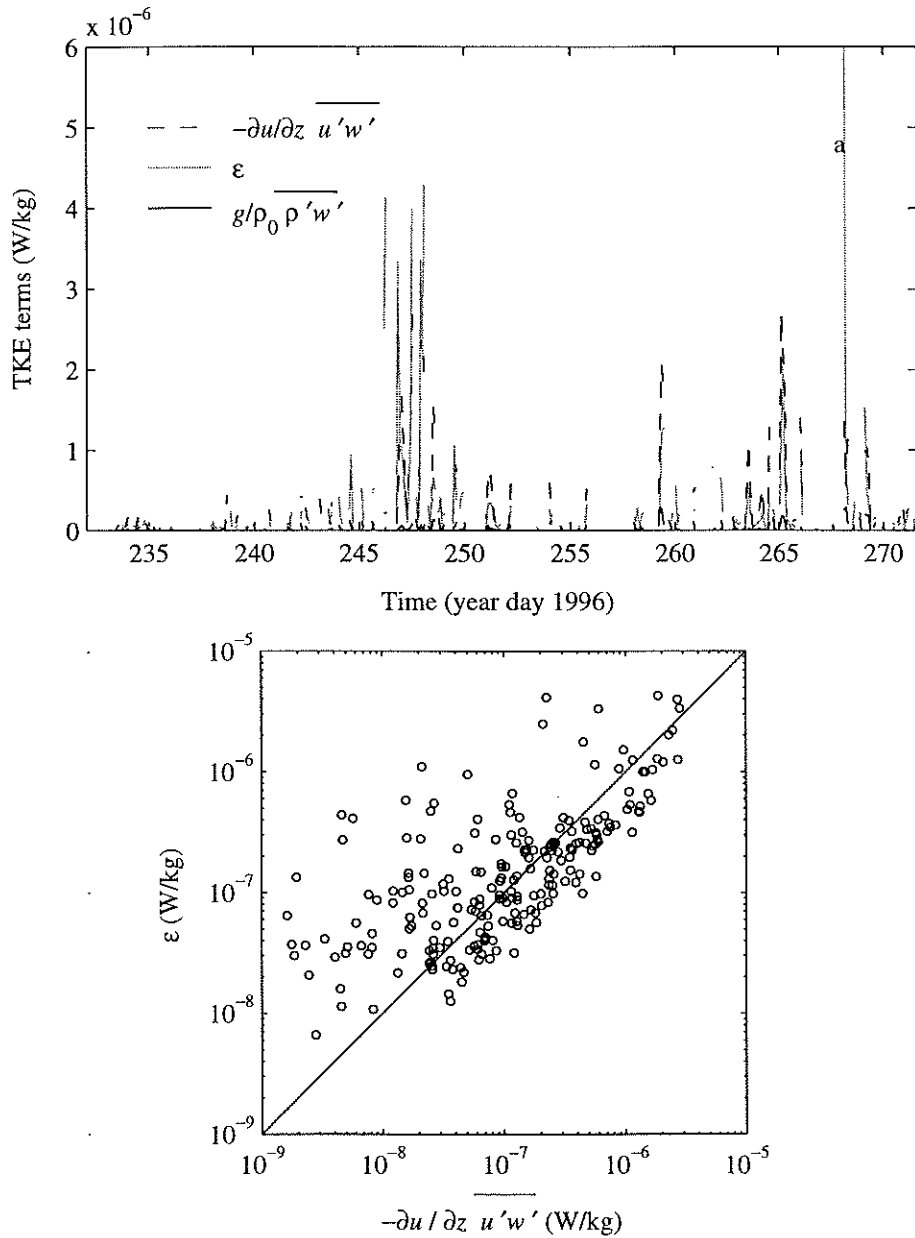 x 10⁻⁶
6
5
4
3
2
1
0
TKE terms (W/kg)
−∂u/∂z u′w′
ε
g/ρ₀ ρ′w′
a
235 240 245 250 255 260 265 270
Time (year day 1996)
10⁻⁵
10⁻⁶
10⁻⁷
10⁻⁸
10⁻⁹
ε (W/kg)
10⁻⁹ 10⁻⁸ 10⁻⁷ 10⁻⁶ 10⁻⁵
−∂u / ∂z u′w′ (W/kg)